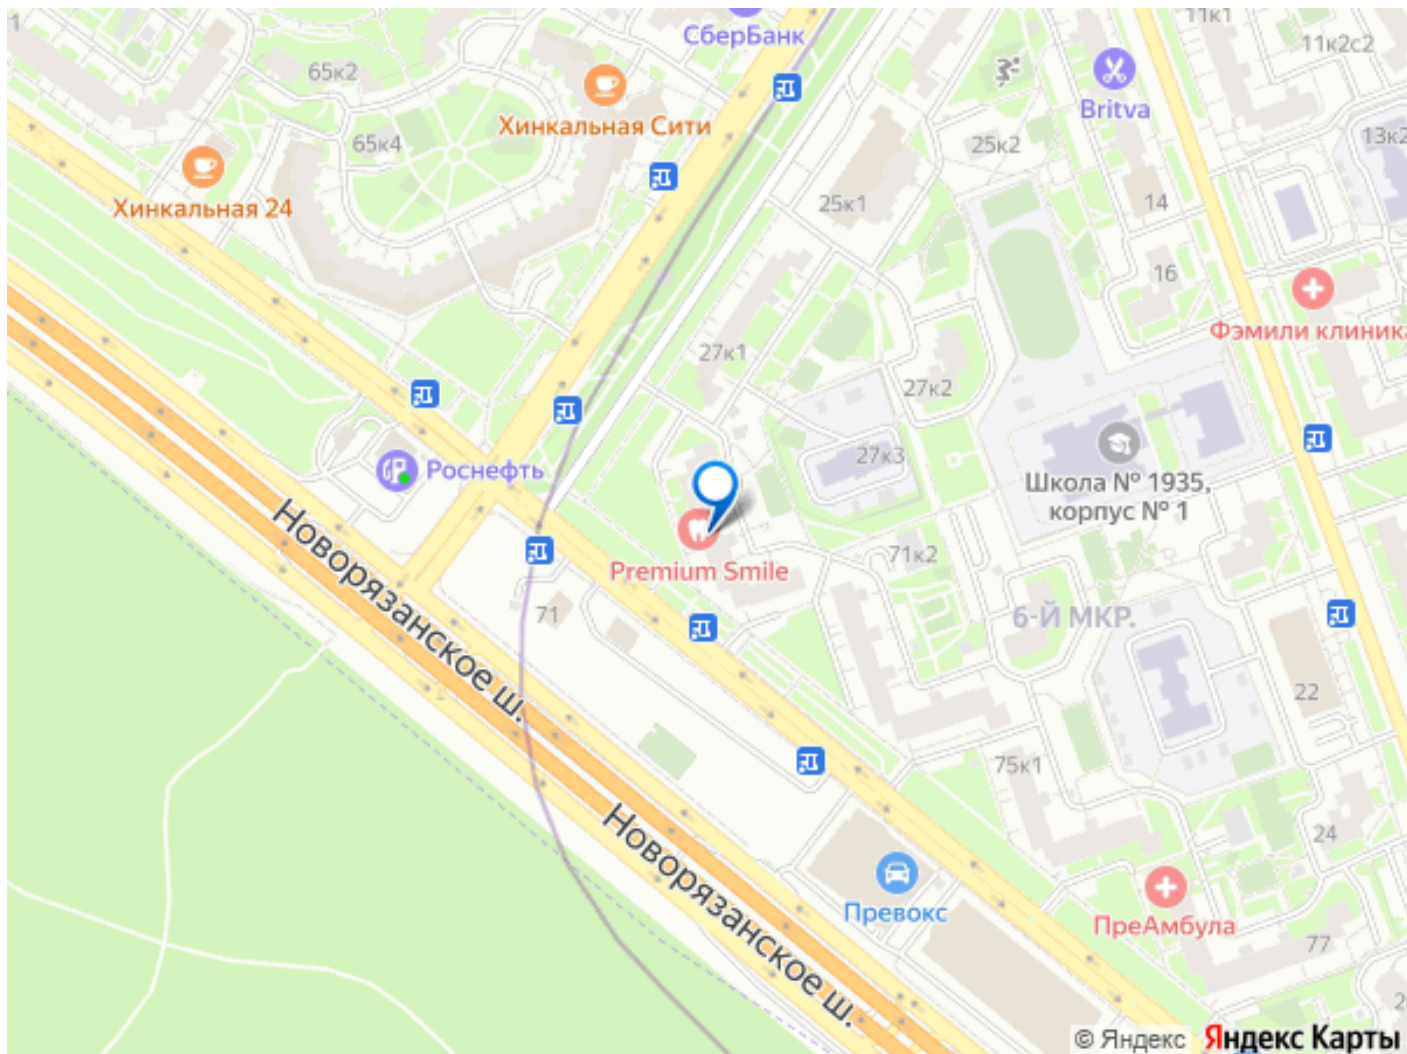 11к1
1
СберБанк
11к2с2
65к2
Britva
Хинкальная Сити
13к2
65к4
25к2
Хинкальная 24
25к1
14
16
Фэмили клиника
27к1
27к2
27к3
Роснефть
Школа № 1935,
корпус № 1
Новорязанское ш.
71к2
Premium Smile
71
6-Й МКР.
22
75к1
Новорязанское ш.
24
Превокс
ПреАмбула
77
2
© Яндекс Яндекс Карты